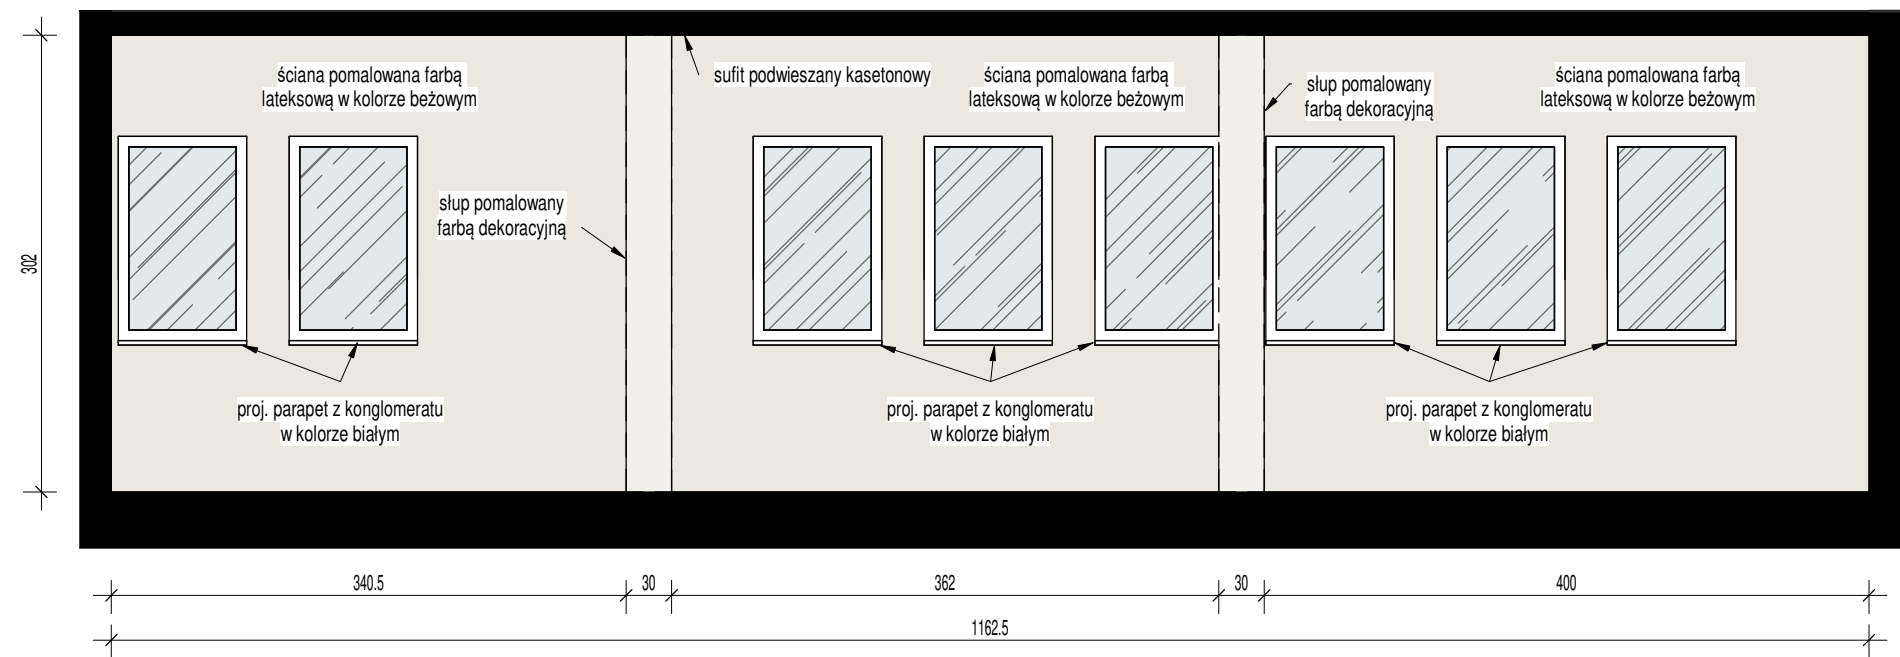 ściana pomalowana farbą
lateksową w kolorze beżowym
sufit podwieszany kasetonowy
ściana pomalowana farbą
lateksową w kolorze beżowym
słup pomalowany
farbą dekoracyjną
ściana pomalowana farbą
lateksową w kolorze beżowym
słup pomalowany
farbą dekoracyjną
302
proj. parapet z konglomeratu
w kolorze białym
proj. parapet z konglomeratu
w kolorze białym
proj. parapet z konglomeratu
w kolorze białym
340.5
30
362
30
400
1162.5